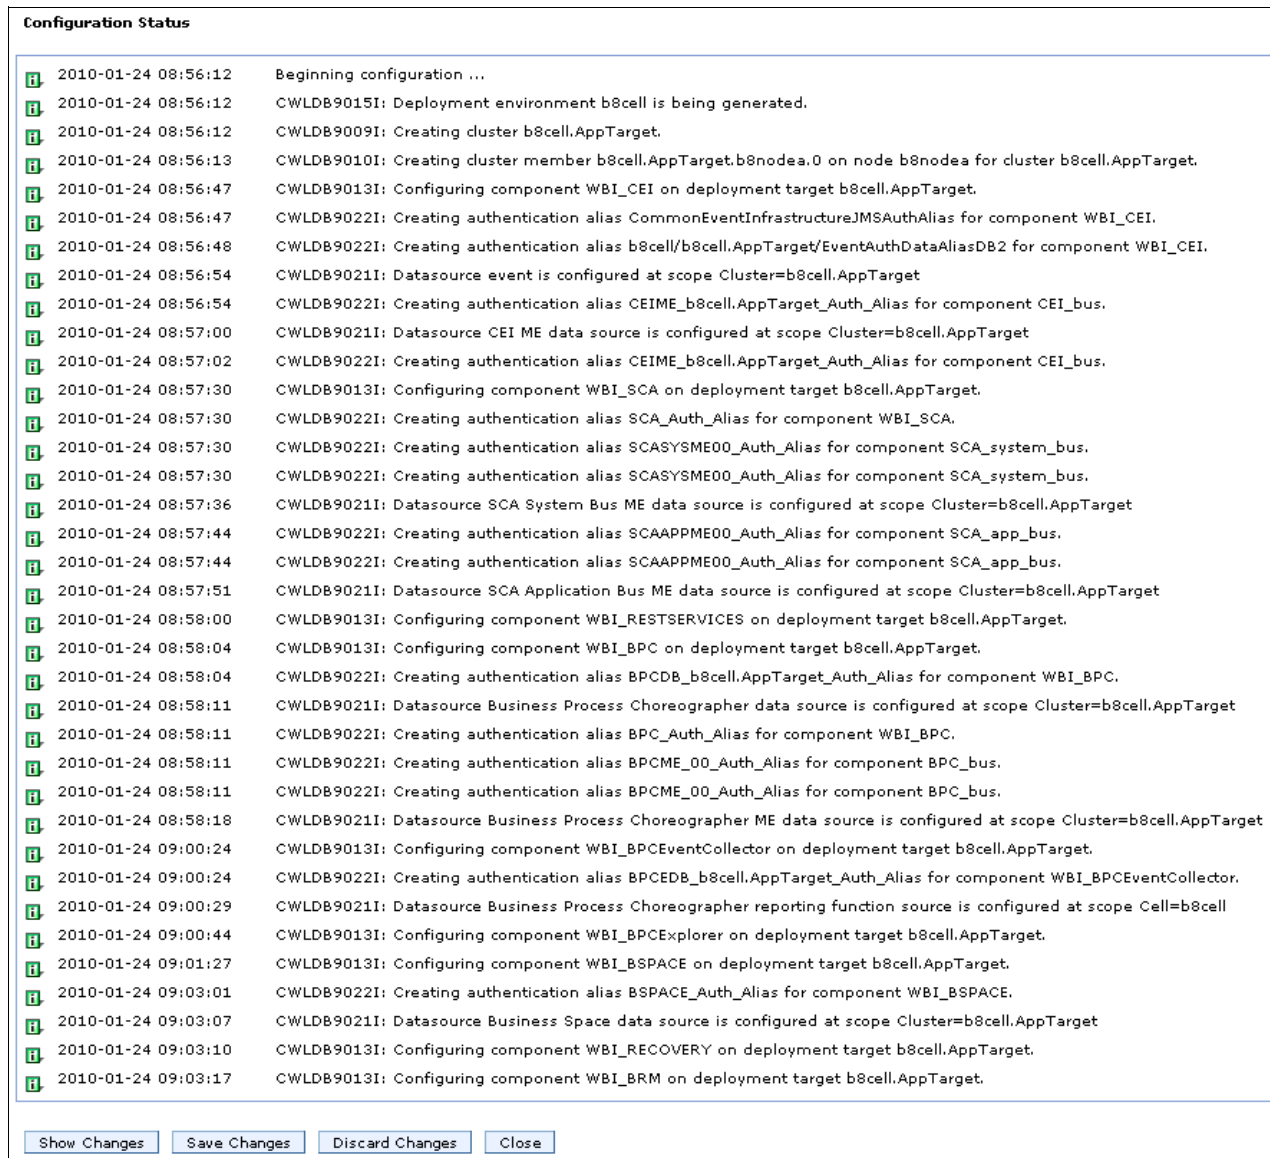 Configuration Status
2010-01-24 08:56:12 Beginning configuration ...
2010-01-24 08:56:12 CWLDB9015I: Deployment environment b8cell is being generated.
2010-01-24 08:56:12 CWLDB9009I: Creating cluster b8cell.AppTarget.
2010-01-24 08:56:13 CWLDB9010I: Creating cluster member b8cell.AppTarget.b8nodea.0 on node b8nodea for cluster b8cell.AppTarget.
2010-01-24 08:56:47 CWLDB9013I: Configuring component WBI_CEI on deployment target b8cell.AppTarget.
2010-01-24 08:56:47 CWLDB9022I: Creating authentication alias CommonEventInfrastructureJMSAuthAlias for component WBI_CEI.
2010-01-24 08:56:48 CWLDB9022I: Creating authentication alias b8cell/b8cell.AppTarget/EventAuthDataAliasDB2 for component WBI_CEI.
2010-01-24 08:56:54 CWLDB9021I: Datasource event is configured at scope Cluster=b8cell.AppTarget
2010-01-24 08:56:54 CWLDB9022I: Creating authentication alias CEIME_b8cell.AppTarget_Auth_Alias for component CEI_bus.
2010-01-24 08:57:00 CWLDB9021I: Datasource CEI ME data source is configured at scope Cluster=b8cell.AppTarget
2010-01-24 08:57:02 CWLDB9022I: Creating authentication alias CEIME_b8cell.AppTarget_Auth_Alias for component CEI_bus.
2010-01-24 08:57:30 CWLDB9013I: Configuring component WBI_SCA on deployment target b8cell.AppTarget.
2010-01-24 08:57:30 CWLDB9022I: Creating authentication alias SCA_Auth_Alias for component WBI_SCA.
2010-01-24 08:57:30 CWLDB9022I: Creating authentication alias SCASYSME00_Auth_Alias for component SCA_system_bus.
2010-01-24 08:57:30 CWLDB9022I: Creating authentication alias SCASYSME00_Auth_Alias for component SCA_system_bus.
2010-01-24 08:57:36 CWLDB9021I: Datasource SCA System Bus ME data source is configured at scope Cluster=b8cell.AppTarget
2010-01-24 08:57:44 CWLDB9022I: Creating authentication alias SCAAPPME00_Auth_Alias for component SCA_app_bus.
2010-01-24 08:57:44 CWLDB9022I: Creating authentication alias SCAAPPME00_Auth_Alias for component SCA_app_bus.
2010-01-24 08:57:51 CWLDB9021I: Datasource SCA Application Bus ME data source is configured at scope Cluster=b8cell.AppTarget
2010-01-24 08:58:00 CWLDB9013I: Configuring component WBI_RESTSERVICES on deployment target b8cell.AppTarget.
2010-01-24 08:58:04 CWLDB9013I: Configuring component WBI_BPC on deployment target b8cell.AppTarget.
2010-01-24 08:58:04 CWLDB9022I: Creating authentication alias BPCDB_b8cell.AppTarget_Auth_Alias for component WBI_BPC.
2010-01-24 08:58:11 CWLDB9021I: Datasource Business Process Choreographer data source is configured at scope Cluster=b8cell.AppTarget
2010-01-24 08:58:11 CWLDB9022I: Creating authentication alias BPC_Auth_Alias for component WBI_BPC.
2010-01-24 08:58:11 CWLDB9022I: Creating authentication alias BPCME_00_Auth_Alias for component BPC_bus.
2010-01-24 08:58:11 CWLDB9022I: Creating authentication alias BPCME_00_Auth_Alias for component BPC_bus.
2010-01-24 08:58:18 CWLDB9021I: Datasource Business Process Choreographer ME data source is configured at scope Cluster=b8cell.AppTarget
2010-01-24 09:00:24 CWLDB9013I: Configuring component WBI_BPCEventCollector on deployment target b8cell.AppTarget.
2010-01-24 09:00:24 CWLDB9022I: Creating authentication alias BPCEDB_b8cell.AppTarget_Auth_Alias for component WBI_BPCEventCollector.
2010-01-24 09:00:29 CWLDB9021I: Datasource Business Process Choreographer reporting function source is configured at scope Cell=b8cell
2010-01-24 09:00:44 CWLDB9013I: Configuring component WBI_BPCExplorer on deployment target b8cell.AppTarget.
2010-01-24 09:01:27 CWLDB9013I: Configuring component WBI_BSPACE on deployment target b8cell.AppTarget.
2010-01-24 09:03:01 CWLDB9022I: Creating authentication alias BSPACE_Auth_Alias for component WBI_BSPACE.
2010-01-24 09:03:07 CWLDB9021I: Datasource Business Space data source is configured at scope Cluster=b8cell.AppTarget
2010-01-24 09:03:10 CWLDB9013I: Configuring component WBI_RECOVERY on deployment target b8cell.AppTarget.
2010-01-24 09:03:17 CWLDB9013I: Configuring component WBI_BRM on deployment target b8cell.AppTarget.
Show Changes Save Changes Discard Changes Close